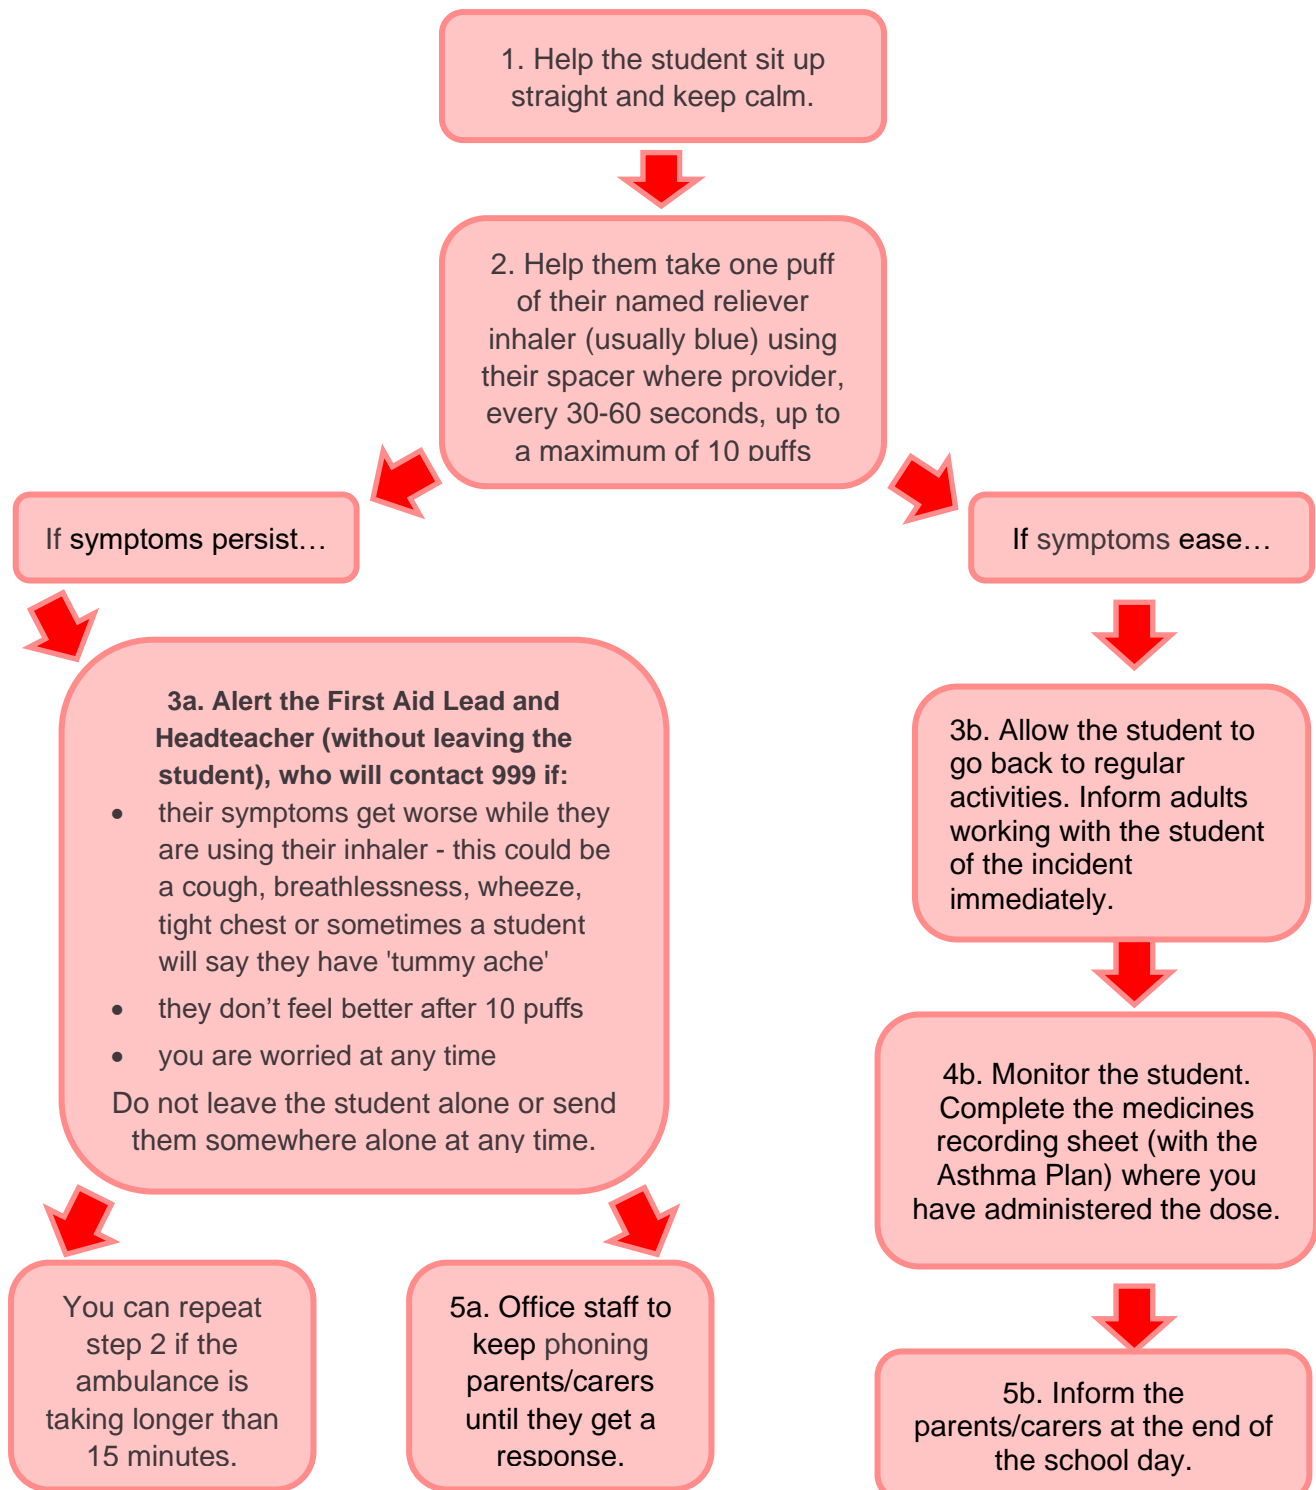 1. Help the student sit up
straight and keep calm.
2. Help them take one puff
of their named reliever
inhaler (usually blue) using
their spacer where provider,
every 30-60 seconds, up to
a maximum of 10 puffs
If symptoms persist…
If symptoms ease…
3a. Alert the First Aid Lead and
Headteacher (without leaving the
student), who will contact 999 if:
• their symptoms get worse while they
are using their inhaler - this could be
a cough, breathlessness, wheeze,
tight chest or sometimes a student
will say they have 'tummy ache'
• they don’t feel better after 10 puffs
• you are worried at any time
Do not leave the student alone or send
them somewhere alone at any time.
3b. Allow the student to
go back to regular
activities. Inform adults
working with the student
of the incident
immediately.
4b. Monitor the student.
Complete the medicines
recording sheet (with the
Asthma Plan) where you
have administered the dose.
You can repeat
step 2 if the
ambulance is
taking longer than
15 minutes.
5a. Office staff to
keep phoning
parents/carers
until they get a
response.
5b. Inform the
parents/carers at the end of
the school day.